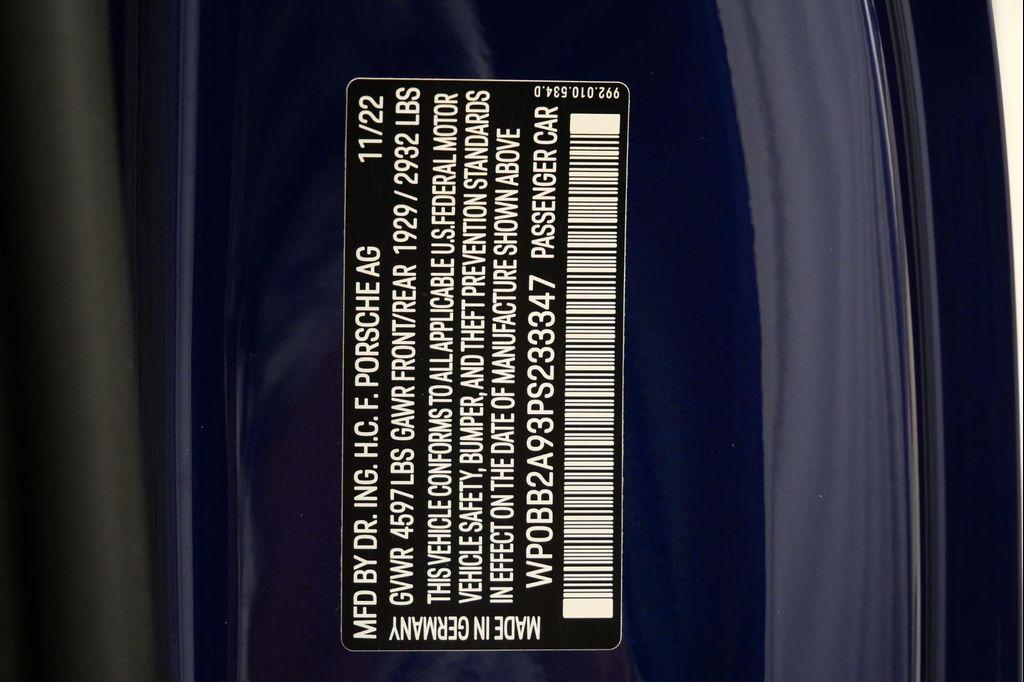 MFD BY DR. ING. H.C. F. PORSCHE AG 11/22
GVWR 4597 LBS GAWR FRONT/REAR 1929 / 2932 LBS
THIS VEHICLE CONFORMS TO ALL APPLICABLE U.S. FEDERAL MOTOR
VEHICLE SAFETY, BUMPER, AND THEFT PREVENTION STANDARDS
IN EFFECT ON THE DATE OF MANUFACTURE SHOWN ABOVE
WP0BB2A93PS233347 PASSENGER CAR
MADE IN GERMANY
992.010.534.D